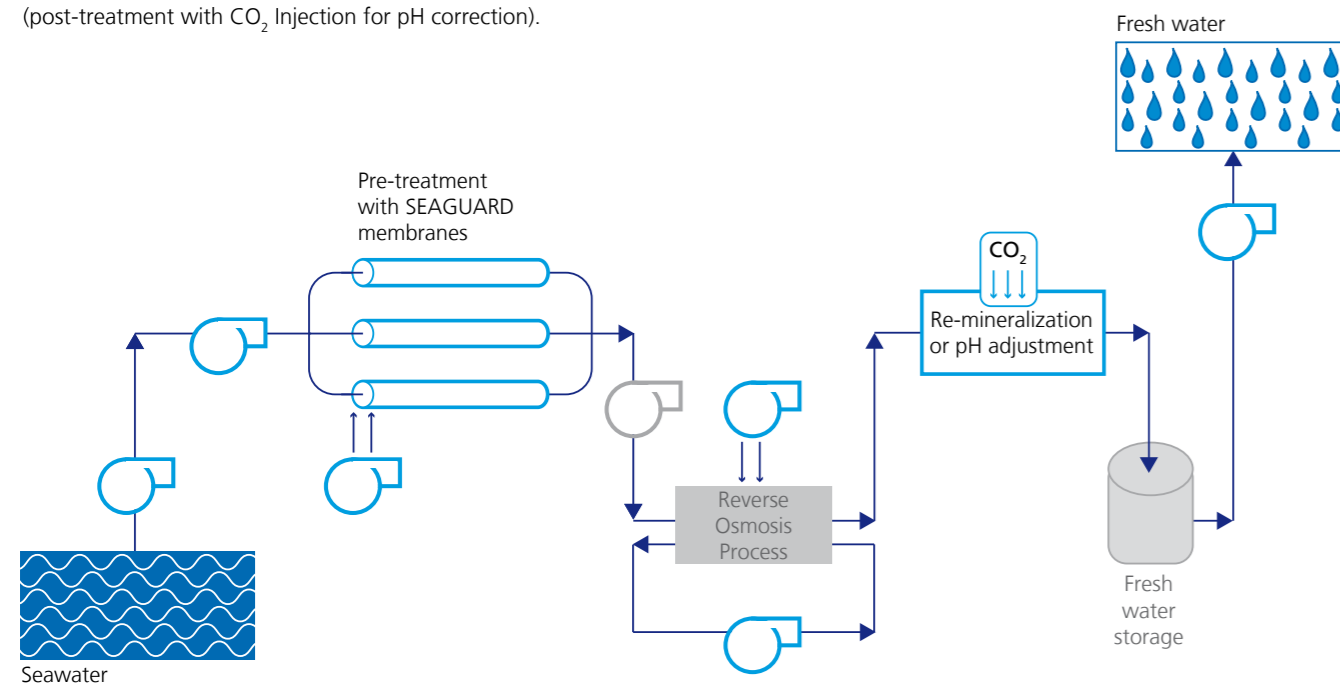 (post-treatment with CO₂ Injection for pH correction).
Fresh water
Pre-treatment
with SEAGUARD
membranes
CO₂
Re-mineralization
or pH adjustment
Reverse
Osmosis
Process
Fresh
water
storage
Seawater